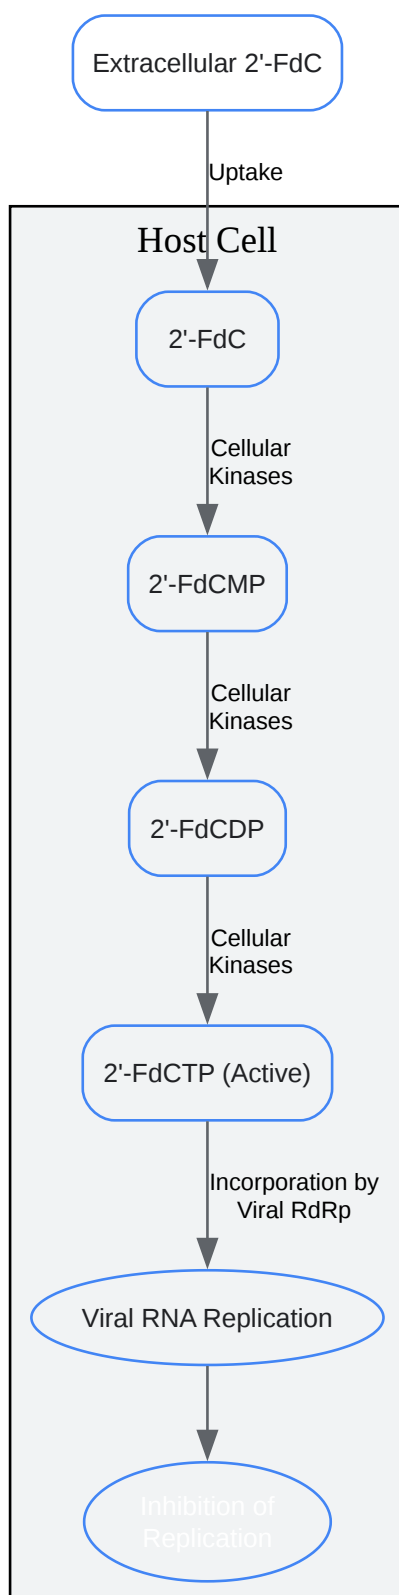 Extracellular 2'-FdC
Uptake
Host Cell
2'-FdC
Cellular
Kinases
2'-FdCMP
Cellular
Kinases
2'-FdCDP
Cellular
Kinases
2'-FdCTP (Active)
Incorporation by
Viral RdRp
Viral RNA Replication
Inhibition of
Replication